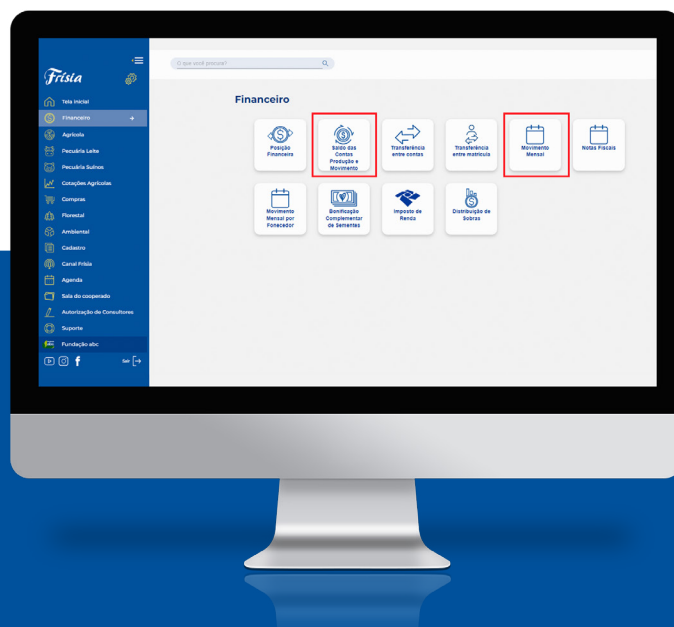 O que você procura?
Frísia
Tela inicial
Financeiro +
Agrícola
Pecuária Leite
Pecuária Suínos
Cotações Agrícolas
Compras
Florestal
Ambiental
Cadastro
Canal Frísia
Agenda
Sala do cooperado
Autorização de Consultores
Suporte
Fundação abc
Sair
Financeiro
Posição
Financeira
Saldo das
Contas
Produção e
Movimento
Transferência
entre contas
Transferência
entre matrícula
Movimento
Mensal
Notas Fiscais
Movimento
Mensal por
Fonecedor
Bonificação
Complementar
de Sementes
Imposto de
Renda
Distribuição de
Sobras